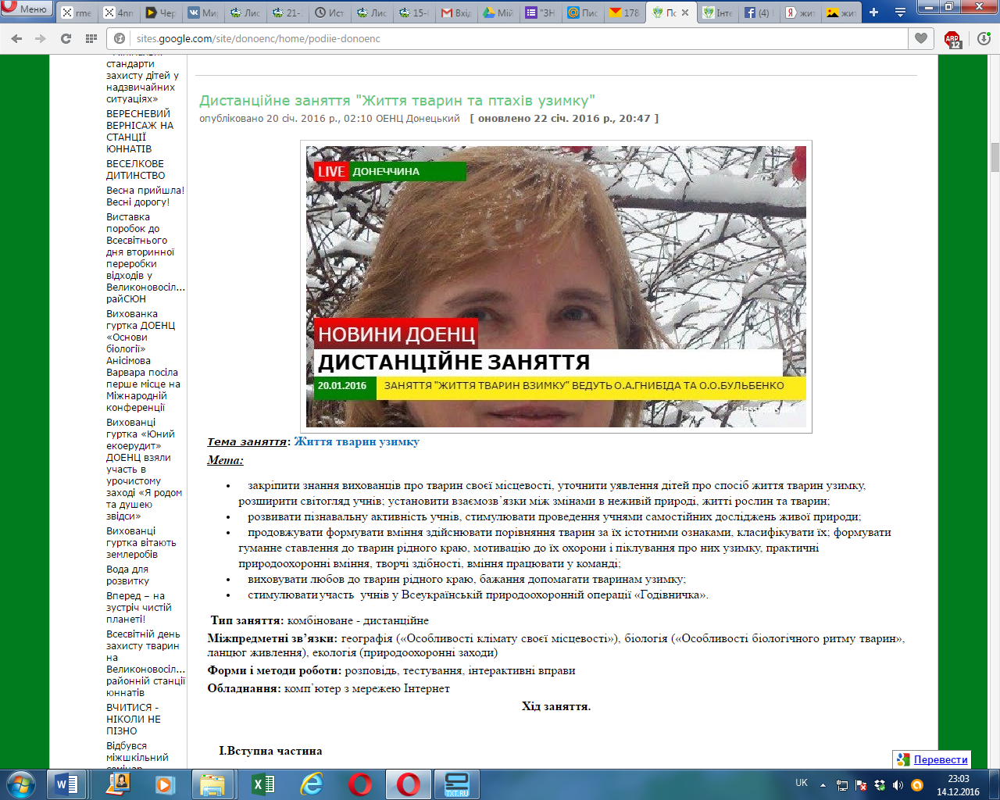 Меню
rme
4nn
Чер
Ми
Лис
21-
Ист
Лис
15-
Вхід
Мій
"ЗН
Пис
178
По
Інте
(4)
жит
жит
sites.google.com/site/donoenc/home/podiie-donoenc
ABP
12
стандарти
захисту дітей у
надзвичайних
ситуаціях»
ВЕРЕСНЕВИЙ
ВЕРНІСАЖ НА
СТАНЦІЇ
ЮННАТІВ
ВЕСЕЛКОВЕ
ДИТИНСТВО
Весна прийшла!
Весні дорогу!
Виставка
поробок до
Всесвітнього
дня вторинної
переробки
відходів у
Великоновосіл...
райСЮН
Вихованка
гуртка ДОЕНЦ
«Основи
біології»
Анісімова
Варвара посіла
перше місце на
Міжнародній
конференції
Вихованці
гуртка «Юний
екоерудит»
ДОЕНЦ взяли
участь в
урочистому
заході «Я родом
та душею
звідси»
Вихованці
гуртка вітають
землеробів
Вода для
розвитку
Вперед – на
зустріч чистій
планеті!
Всесвітній день
захисту тварин
на
Великоновосіл...
районній станції
юннатів
ВЧИТИСЯ -
НІКОЛИ НЕ
ПІЗНО
Відбувся
міжшкільний
семінар
Дистанційне заняття "Життя тварин та птахів узимку"
опубліковано 20 січ. 2016 р., 02:10 ОЕНЦ Донецький [ оновлено 22 січ. 2016 р., 20:47 ]
LIVE ДОНЕЧЧИНА
НОВИНИ ДОЕНЦ
ДИСТАНЦІЙНЕ ЗАНЯТТЯ
20.01.2016 ЗАНЯТТЯ "ЖИТТЯ ТВАРИН ВЗИМКУ" ВЕДУТЬ О.А.ГНИБІДА ТА О.О.БУЛЬБЕНКО
Тема заняття: Життя тварин узимку
Мета:
• закріпити знання вихованців про тварин своєї місцевості, уточнити уявлення дітей про спосіб життя тварин узимку,
розширити світогляд учнів; установити взаємозв’язки між змінами в неживій природі, житті рослин та тварин;
• розвивати пізнавальну активність учнів, стимулювати проведення учнями самостійних досліджень живої природи;
• продовжувати формувати вміння здійснювати порівняння тварин за їх істотними ознаками, класифікувати їх; формувати
гуманне ставлення до тварин рідного краю, мотивацію до їх охорони і піклування про них узимку, практичні
природоохоронні вміння, творчі здібності, вміння працювати у команді;
• виховувати любов до тварин рідного краю, бажання допомагати тваринам узимку;
• стимулювати участь учнів у Всеукраїнській природоохоронній операції «Годівничка».
Тип заняття: комбіноване - дистанційне
Міжпредметні зв’язки: географія («Особливості клімату своєї місцевості»), біологія («Особливості біологічного ритму тварин»,
ланцюг живлення), екологія (природоохоронні заходи)
Форми і методи роботи: розповідь, тестування, інтерактивні вправи
Обладнання: комп’ютер з мережею Інтернет
Хід заняття.
І.Вступна частина
Перевести
TXT.RU
UK
23:03
14.12.2016